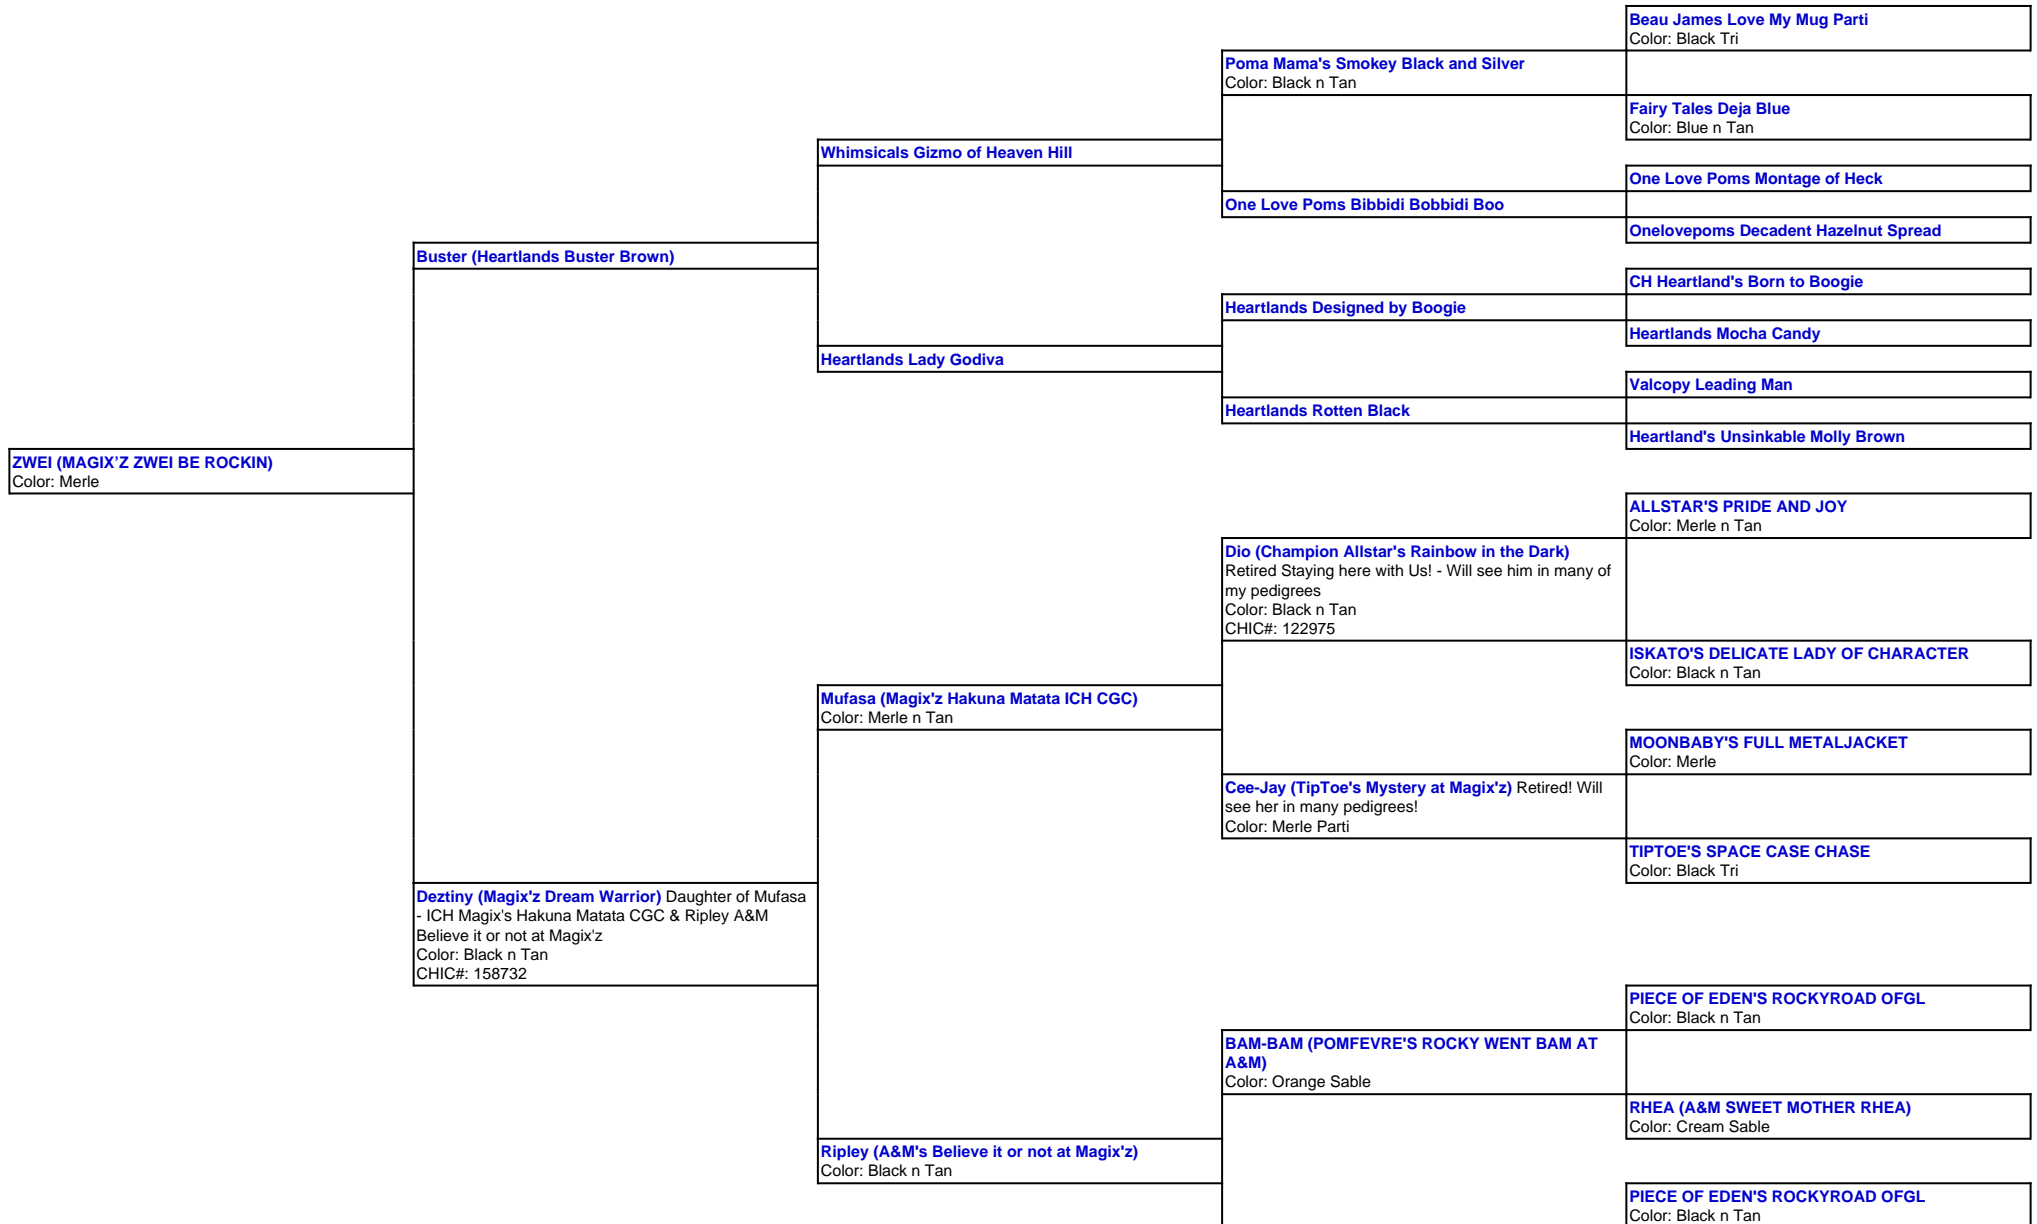 Beau James Love My Mug Parti
Color: Black Tri
Poma Mama's Smokey Black and Silver
Color: Black n Tan
Fairy Tales Deja Blue
Color: Blue n Tan
Whimsicals Gizmo of Heaven Hill
One Love Poms Montage of Heck
One Love Poms Bibbidi Bobbidi Boo
Onelovepoms Decadent Hazelnut Spread
Buster (Heartlands Buster Brown)
CH Heartland's Born to Boogie
Heartlands Designed by Boogie
Heartlands Mocha Candy
Heartlands Lady Godiva
Valcopy Leading Man
Heartlands Rotten Black
Heartland's Unsinkable Molly Brown
ZWEI (MAGIX’Z ZWEI BE ROCKIN)
Color: Merle
ALLSTAR'S PRIDE AND JOY
Color: Merle n Tan
Dio (Champion Allstar's Rainbow in the Dark)
Retired Staying here with Us! - Will see him in many of
my pedigrees
Color: Black n Tan
CHIC#: 122975
ISKATO'S DELICATE LADY OF CHARACTER
Color: Black n Tan
Mufasa (Magix'z Hakuna Matata ICH CGC)
Color: Merle n Tan
MOONBABY'S FULL METALJACKET
Color: Merle
Cee-Jay (TipToe's Mystery at Magix'z) Retired! Will
see her in many pedigrees!
Color: Merle Parti
TIPTOE'S SPACE CASE CHASE
Color: Black Tri
Deztiny (Magix'z Dream Warrior) Daughter of Mufasa
- ICH Magix's Hakuna Matata CGC & Ripley A&M
Believe it or not at Magix'z
Color: Black n Tan
CHIC#: 158732
PIECE OF EDEN'S ROCKYROAD OFGL
Color: Black n Tan
BAM-BAM (POMFEVRE'S ROCKY WENT BAM AT
A&M)
Color: Orange Sable
RHEA (A&M SWEET MOTHER RHEA)
Color: Cream Sable
Ripley (A&M's Believe it or not at Magix'z)
Color: Black n Tan
PIECE OF EDEN'S ROCKYROAD OFGL
Color: Black n Tan